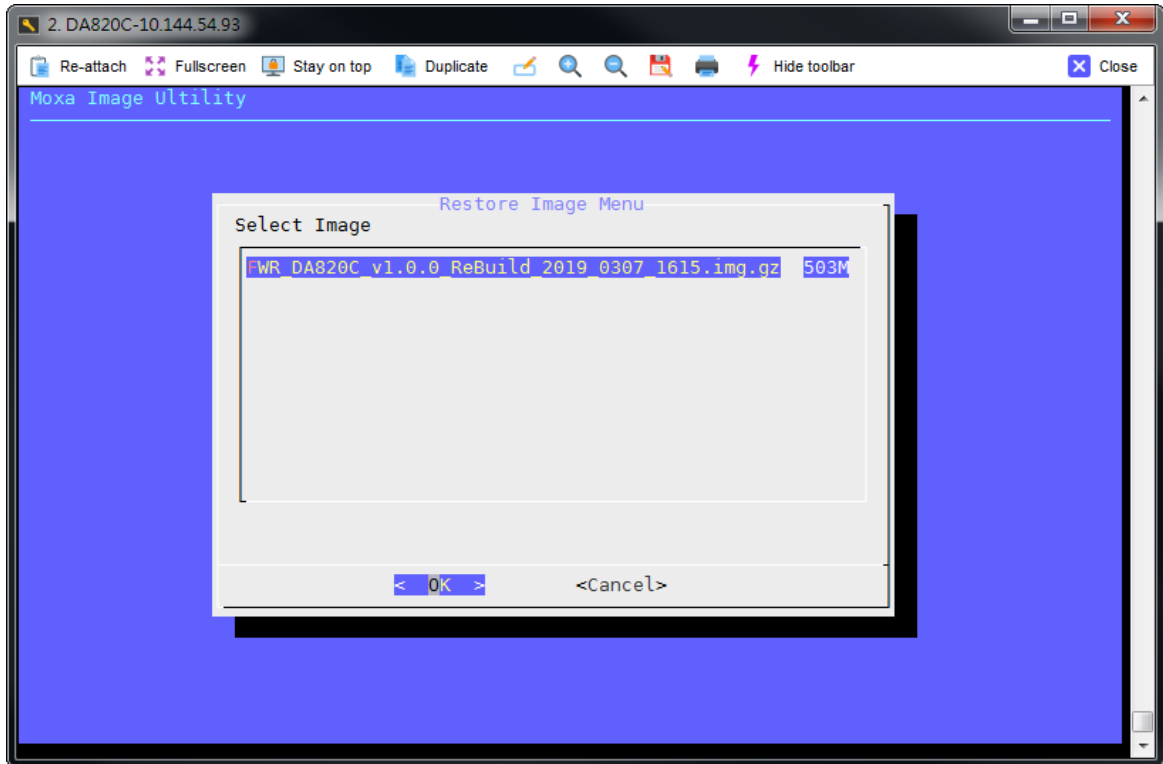 2. DA820C-10.144.54.93
Re-attach Fullscreen Stay on top Duplicate Hide toolbar Close
Moxa Image Ultility
Restore Image Menu
Select Image
FWR_DA820C_v1.0.0_ReBuild_2019_0307_1615.img.gz 503M
< OK > <Cancel>